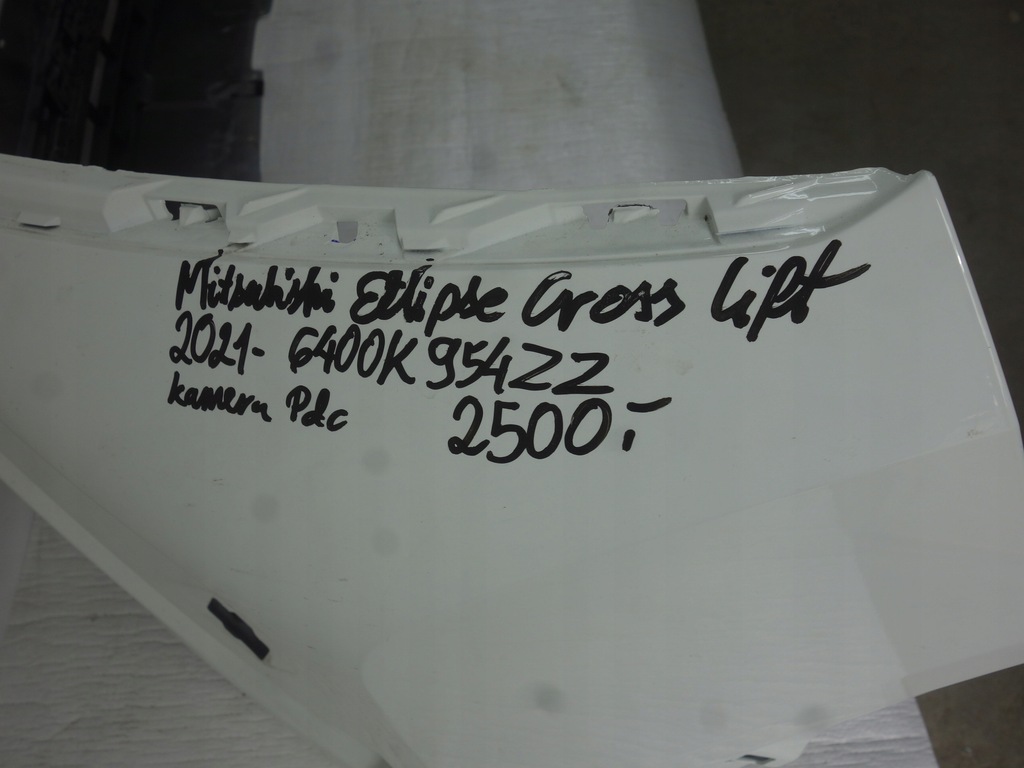 Mitsubishi Eclipse Cross lift
2021- 6400K954ZZ
kamera Pdc 2500,-